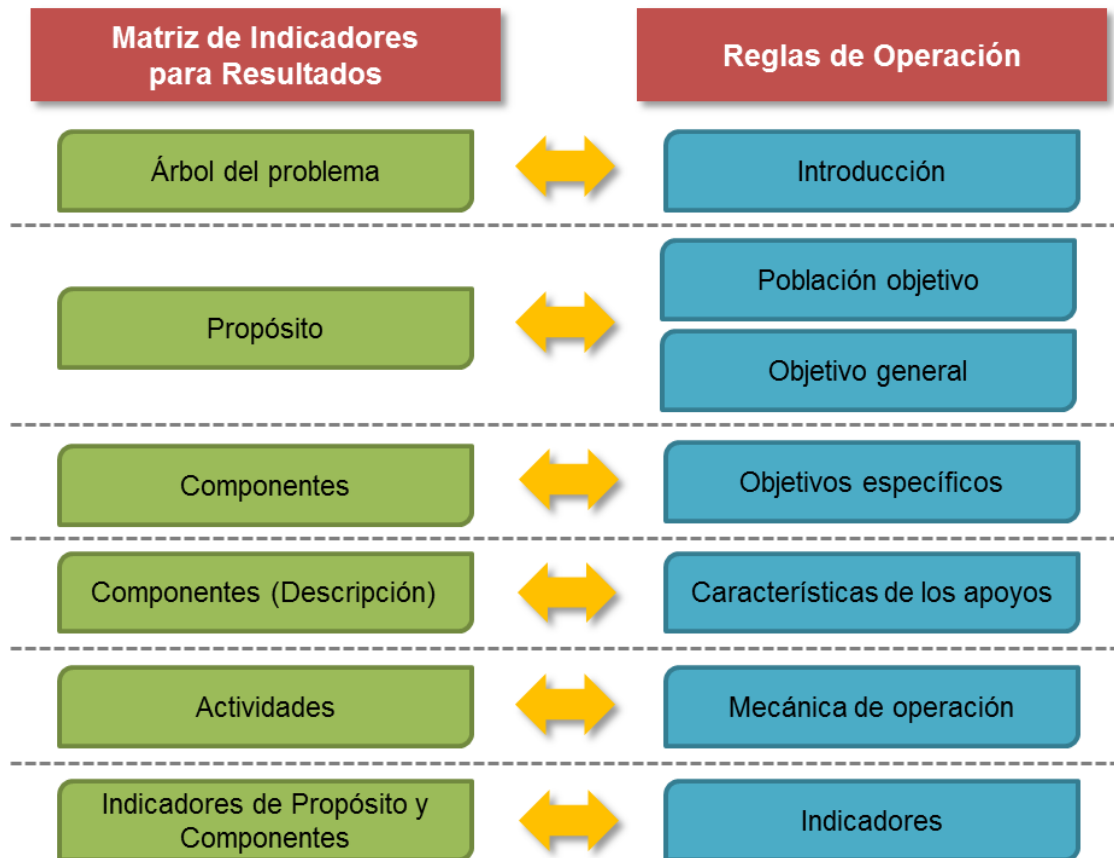 Matriz de Indicadores
para Resultados
Reglas de Operación
Árbol del problema
Introducción
Propósito
Población objetivo
Objetivo general
Componentes
Objetivos específicos
Componentes (Descripción)
Características de los apoyos
Actividades
Mecánica de operación
Indicadores de Propósito y
Componentes
Indicadores